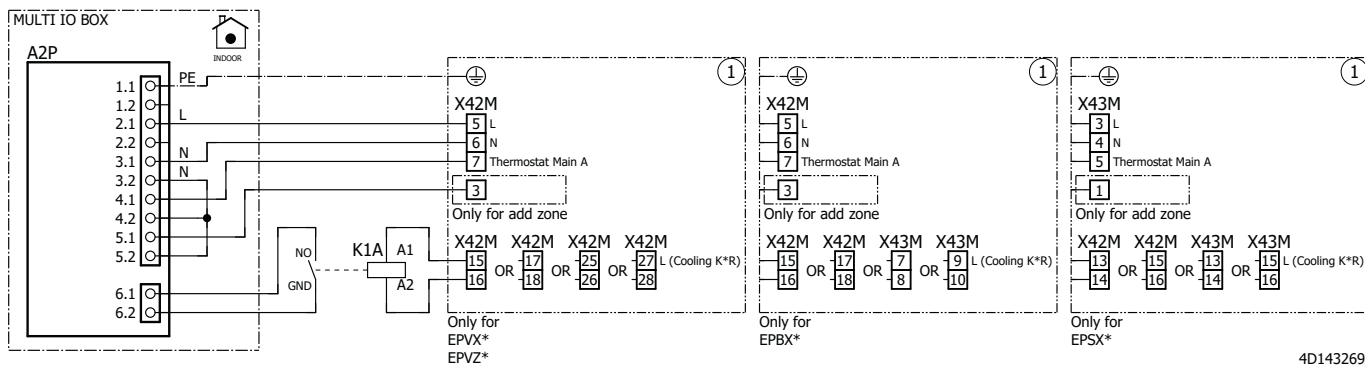 MULTI IO BOX
INDOOR
A2P
1.1 PE
1.2
2.1 L
2.2
3.1 N
3.2 N
4.1
4.2
5.1
5.2
6.1
6.2
NO
GND
K1A A1
A2
1
X42M
5 L
6 N
7 Thermostat Main A
3
Only for add zone
X42M X42M X42M X42M
15 OR 17 OR 25 OR 27 L (Cooling K*R)
16 18 26 28
Only for
EPVX*
EPVZ*
1
X42M
5 L
6 N
7 Thermostat Main A
3
Only for add zone
X42M X42M X43M X43M
15 OR 17 OR 7 OR 9 L (Cooling K*R)
16 18 8 10
Only for
EPBX*
1
X43M
3 L
4 N
5 Thermostat Main A
1
Only for add zone
X42M X42M X43M X43M
13 OR 15 OR 13 OR 15 L (Cooling K*R)
14 16 14 16
Only for
EPSX*
4D143269